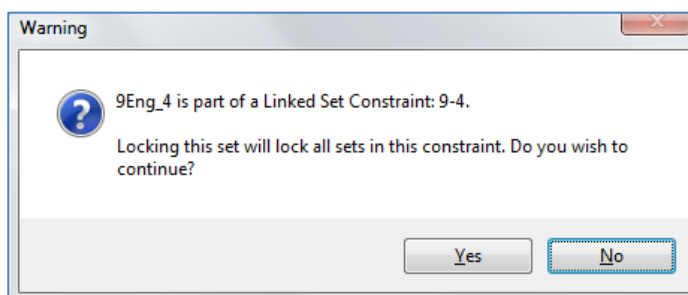 Warning
9Eng_4 is part of a Linked Set Constraint: 9-4.
Locking this set will lock all sets in this constraint. Do you wish to
continue?
Yes
No